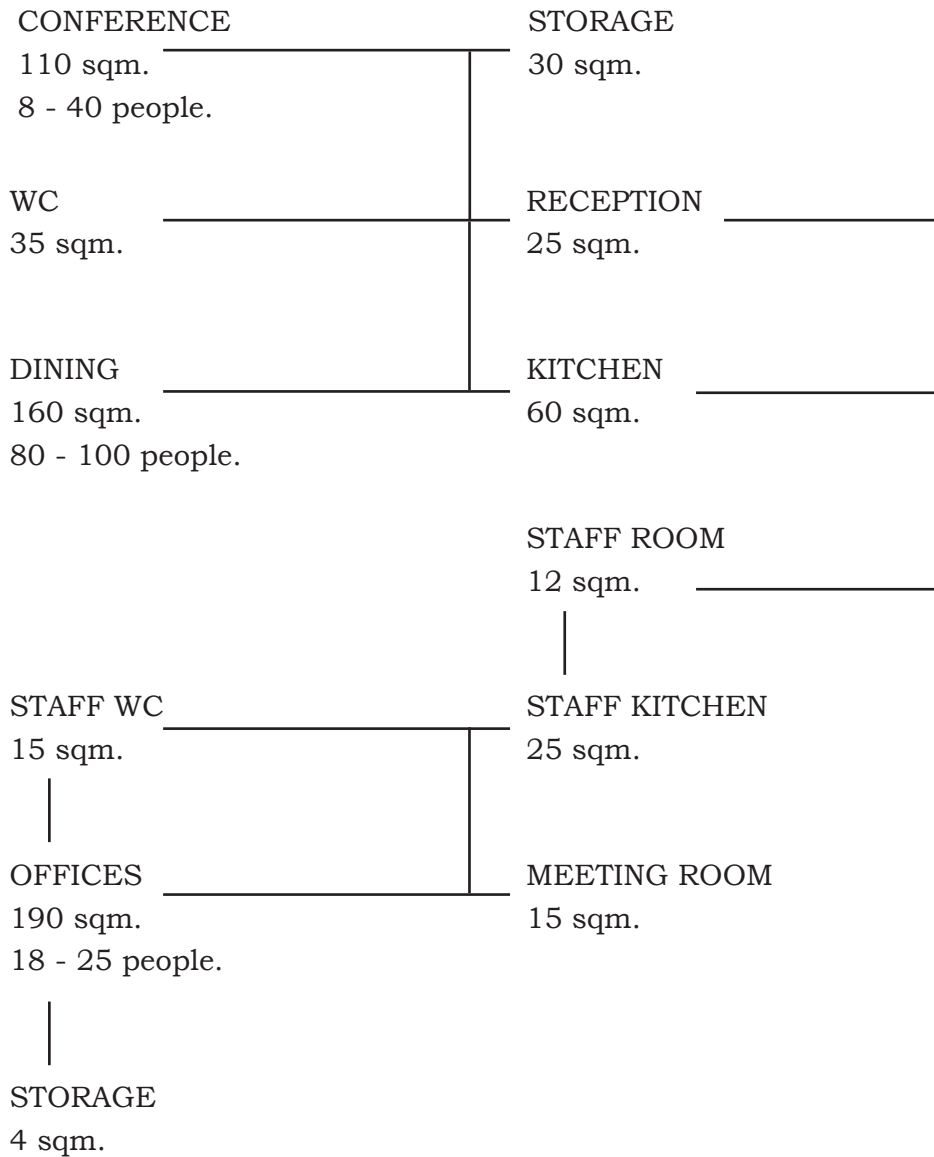 CONFERENCE
110 sqm.
8 - 40 people.
STORAGE
30 sqm.
WC
35 sqm.
RECEPTION
25 sqm.
DINING
160 sqm.
80 - 100 people.
KITCHEN
60 sqm.
STAFF ROOM
12 sqm.
STAFF WC
15 sqm.
STAFF KITCHEN
25 sqm.
OFFICES
190 sqm.
18 - 25 people.
MEETING ROOM
15 sqm.
STORAGE
4 sqm.